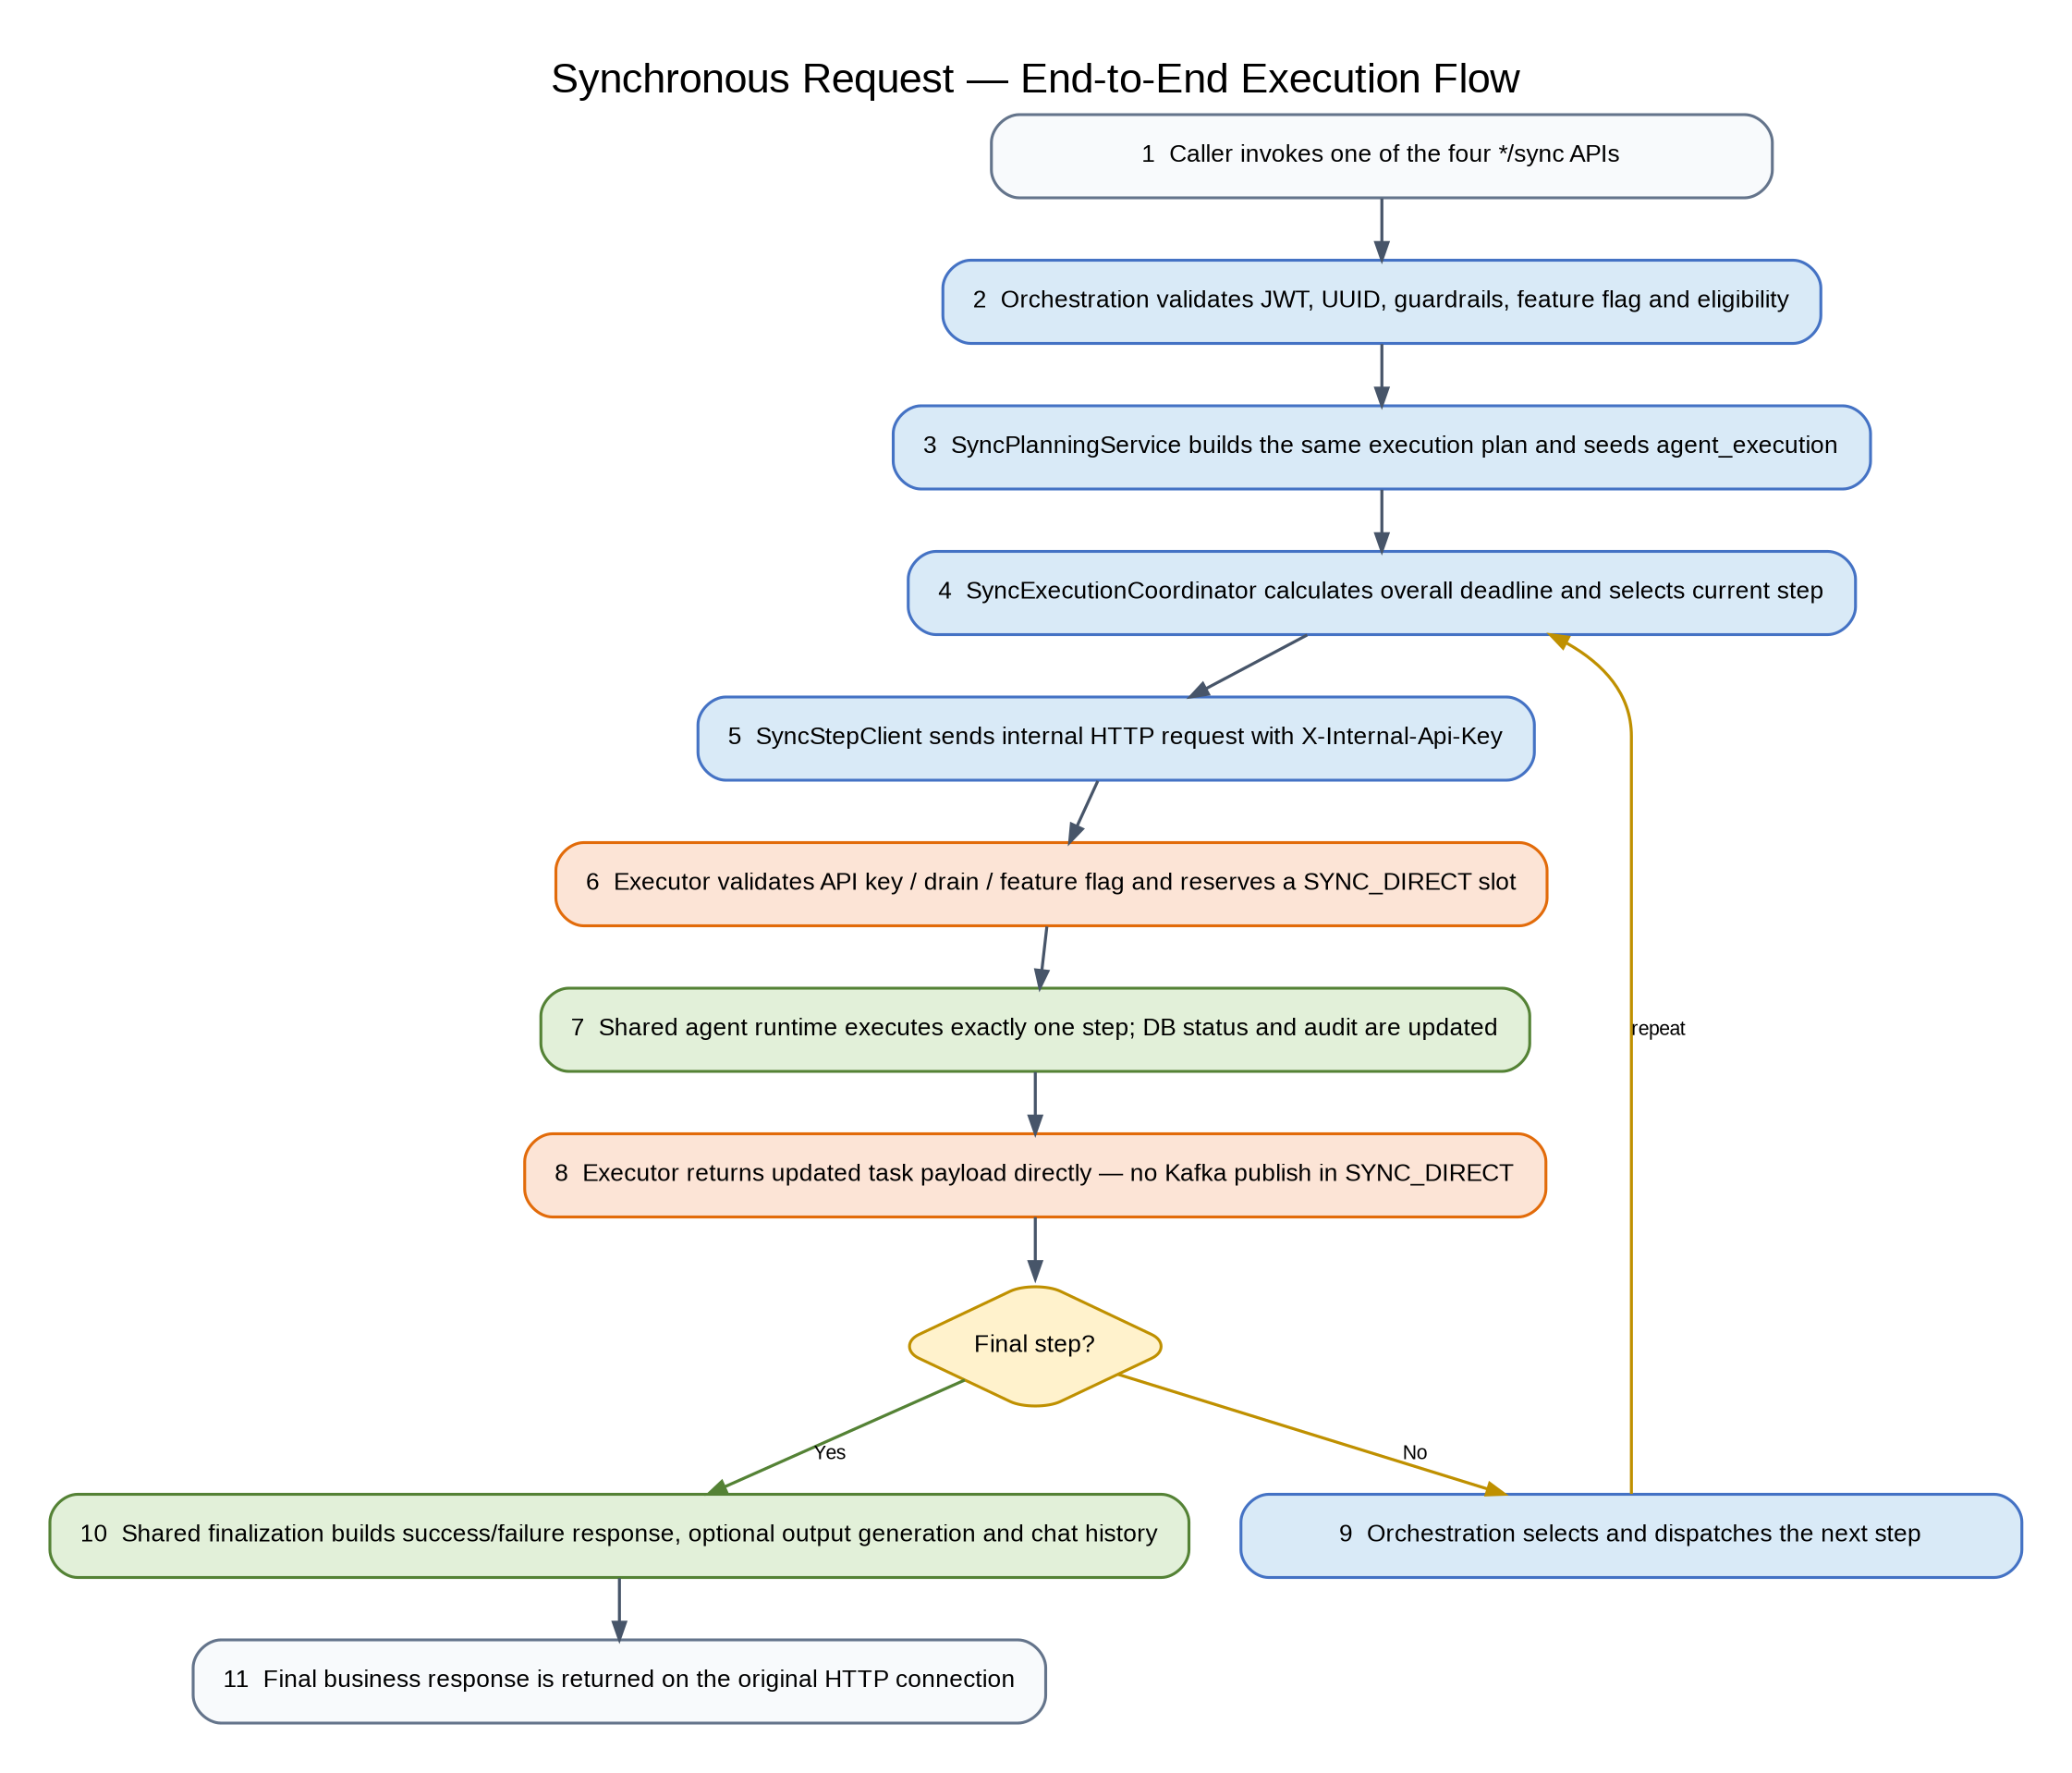 Synchronous Request — End-to-End Execution Flow
1 Caller invokes one of the four */sync APIs
2 Orchestration validates JWT, UUID, guardrails, feature flag and eligibility
3 SyncPlanningService builds the same execution plan and seeds agent_execution
4 SyncExecutionCoordinator calculates overall deadline and selects current step
5 SyncStepClient sends internal HTTP request with X-Internal-Api-Key
6 Executor validates API key / drain / feature flag and reserves a SYNC_DIRECT slot
7 Shared agent runtime executes exactly one step; DB status and audit are updated
repeat
8 Executor returns updated task payload directly — no Kafka publish in SYNC_DIRECT
Final step?
Yes
No
10 Shared finalization builds success/failure response, optional output generation and chat history
9 Orchestration selects and dispatches the next step
11 Final business response is returned on the original HTTP connection